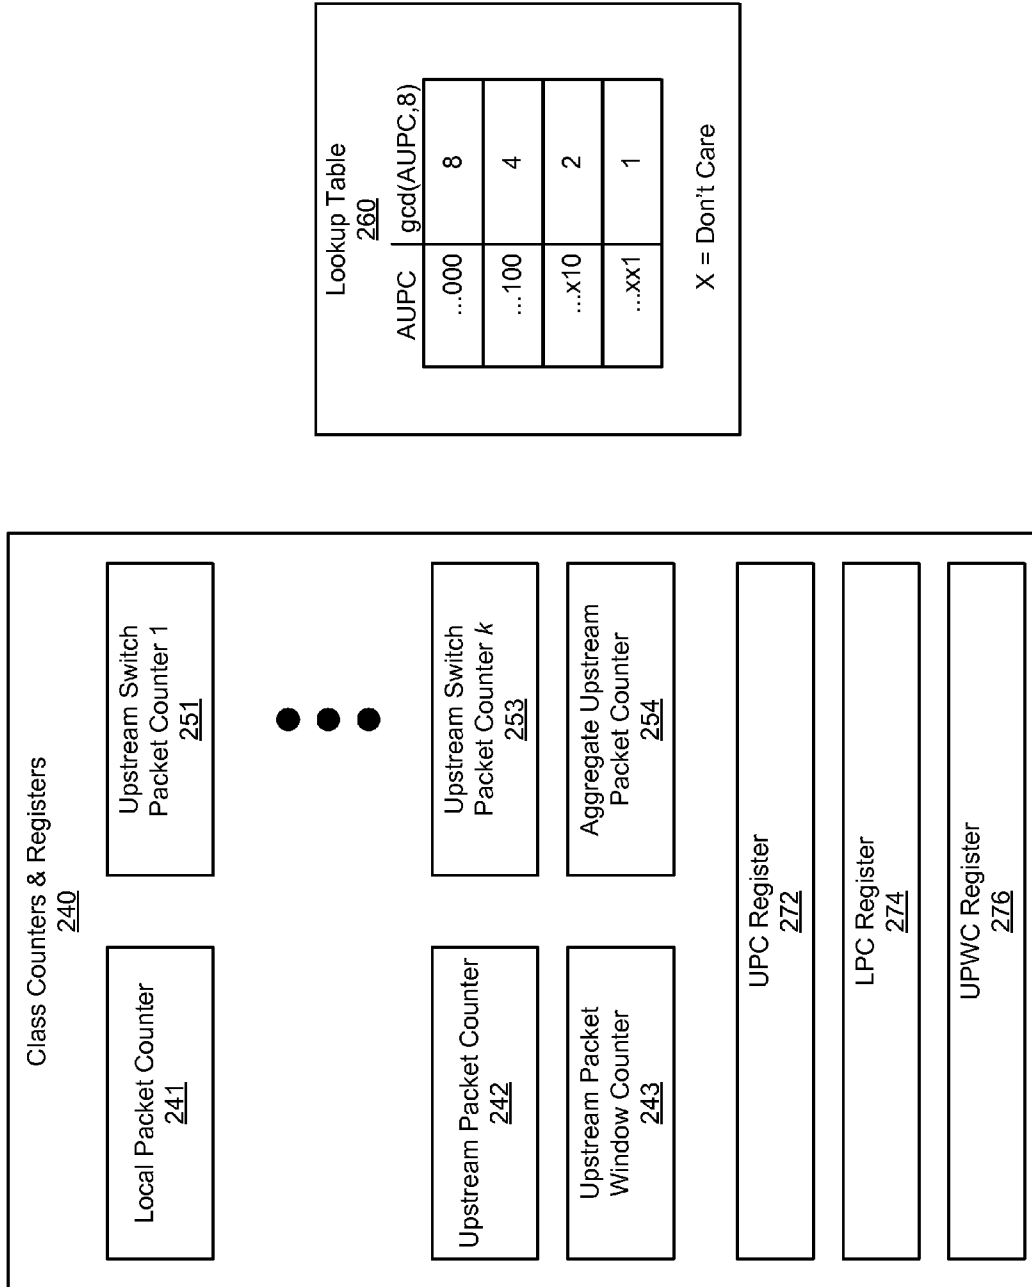 Class Counters & Registers
240
Local Packet Counter
241
Upstream Switch
Packet Counter 1
251
Upstream Packet Counter
242
Upstream Switch
Packet Counter k
253
Upstream Packet
Window Counter
243
Aggregate Upstream
Packet Counter
254
UPC Register
272
LPC Register
274
UPWC Register
276
Lookup Table
260
AUPC gcd(AUPC,8)
...000 8
...100 4
...x10 2
...xx1 1
X = Don't Care